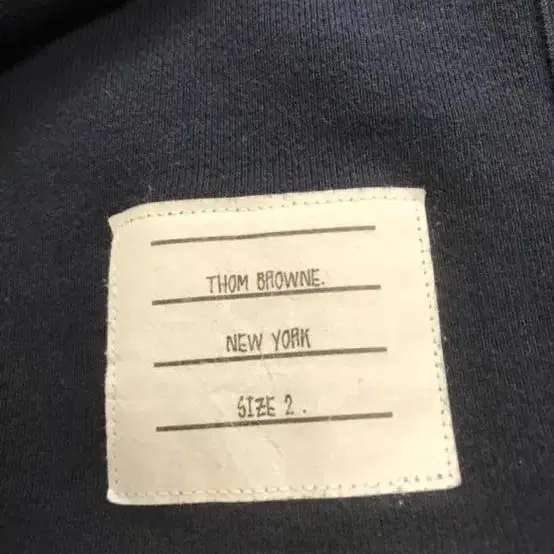 THOM BROWNE.
NEW YORK
SIZE 2.